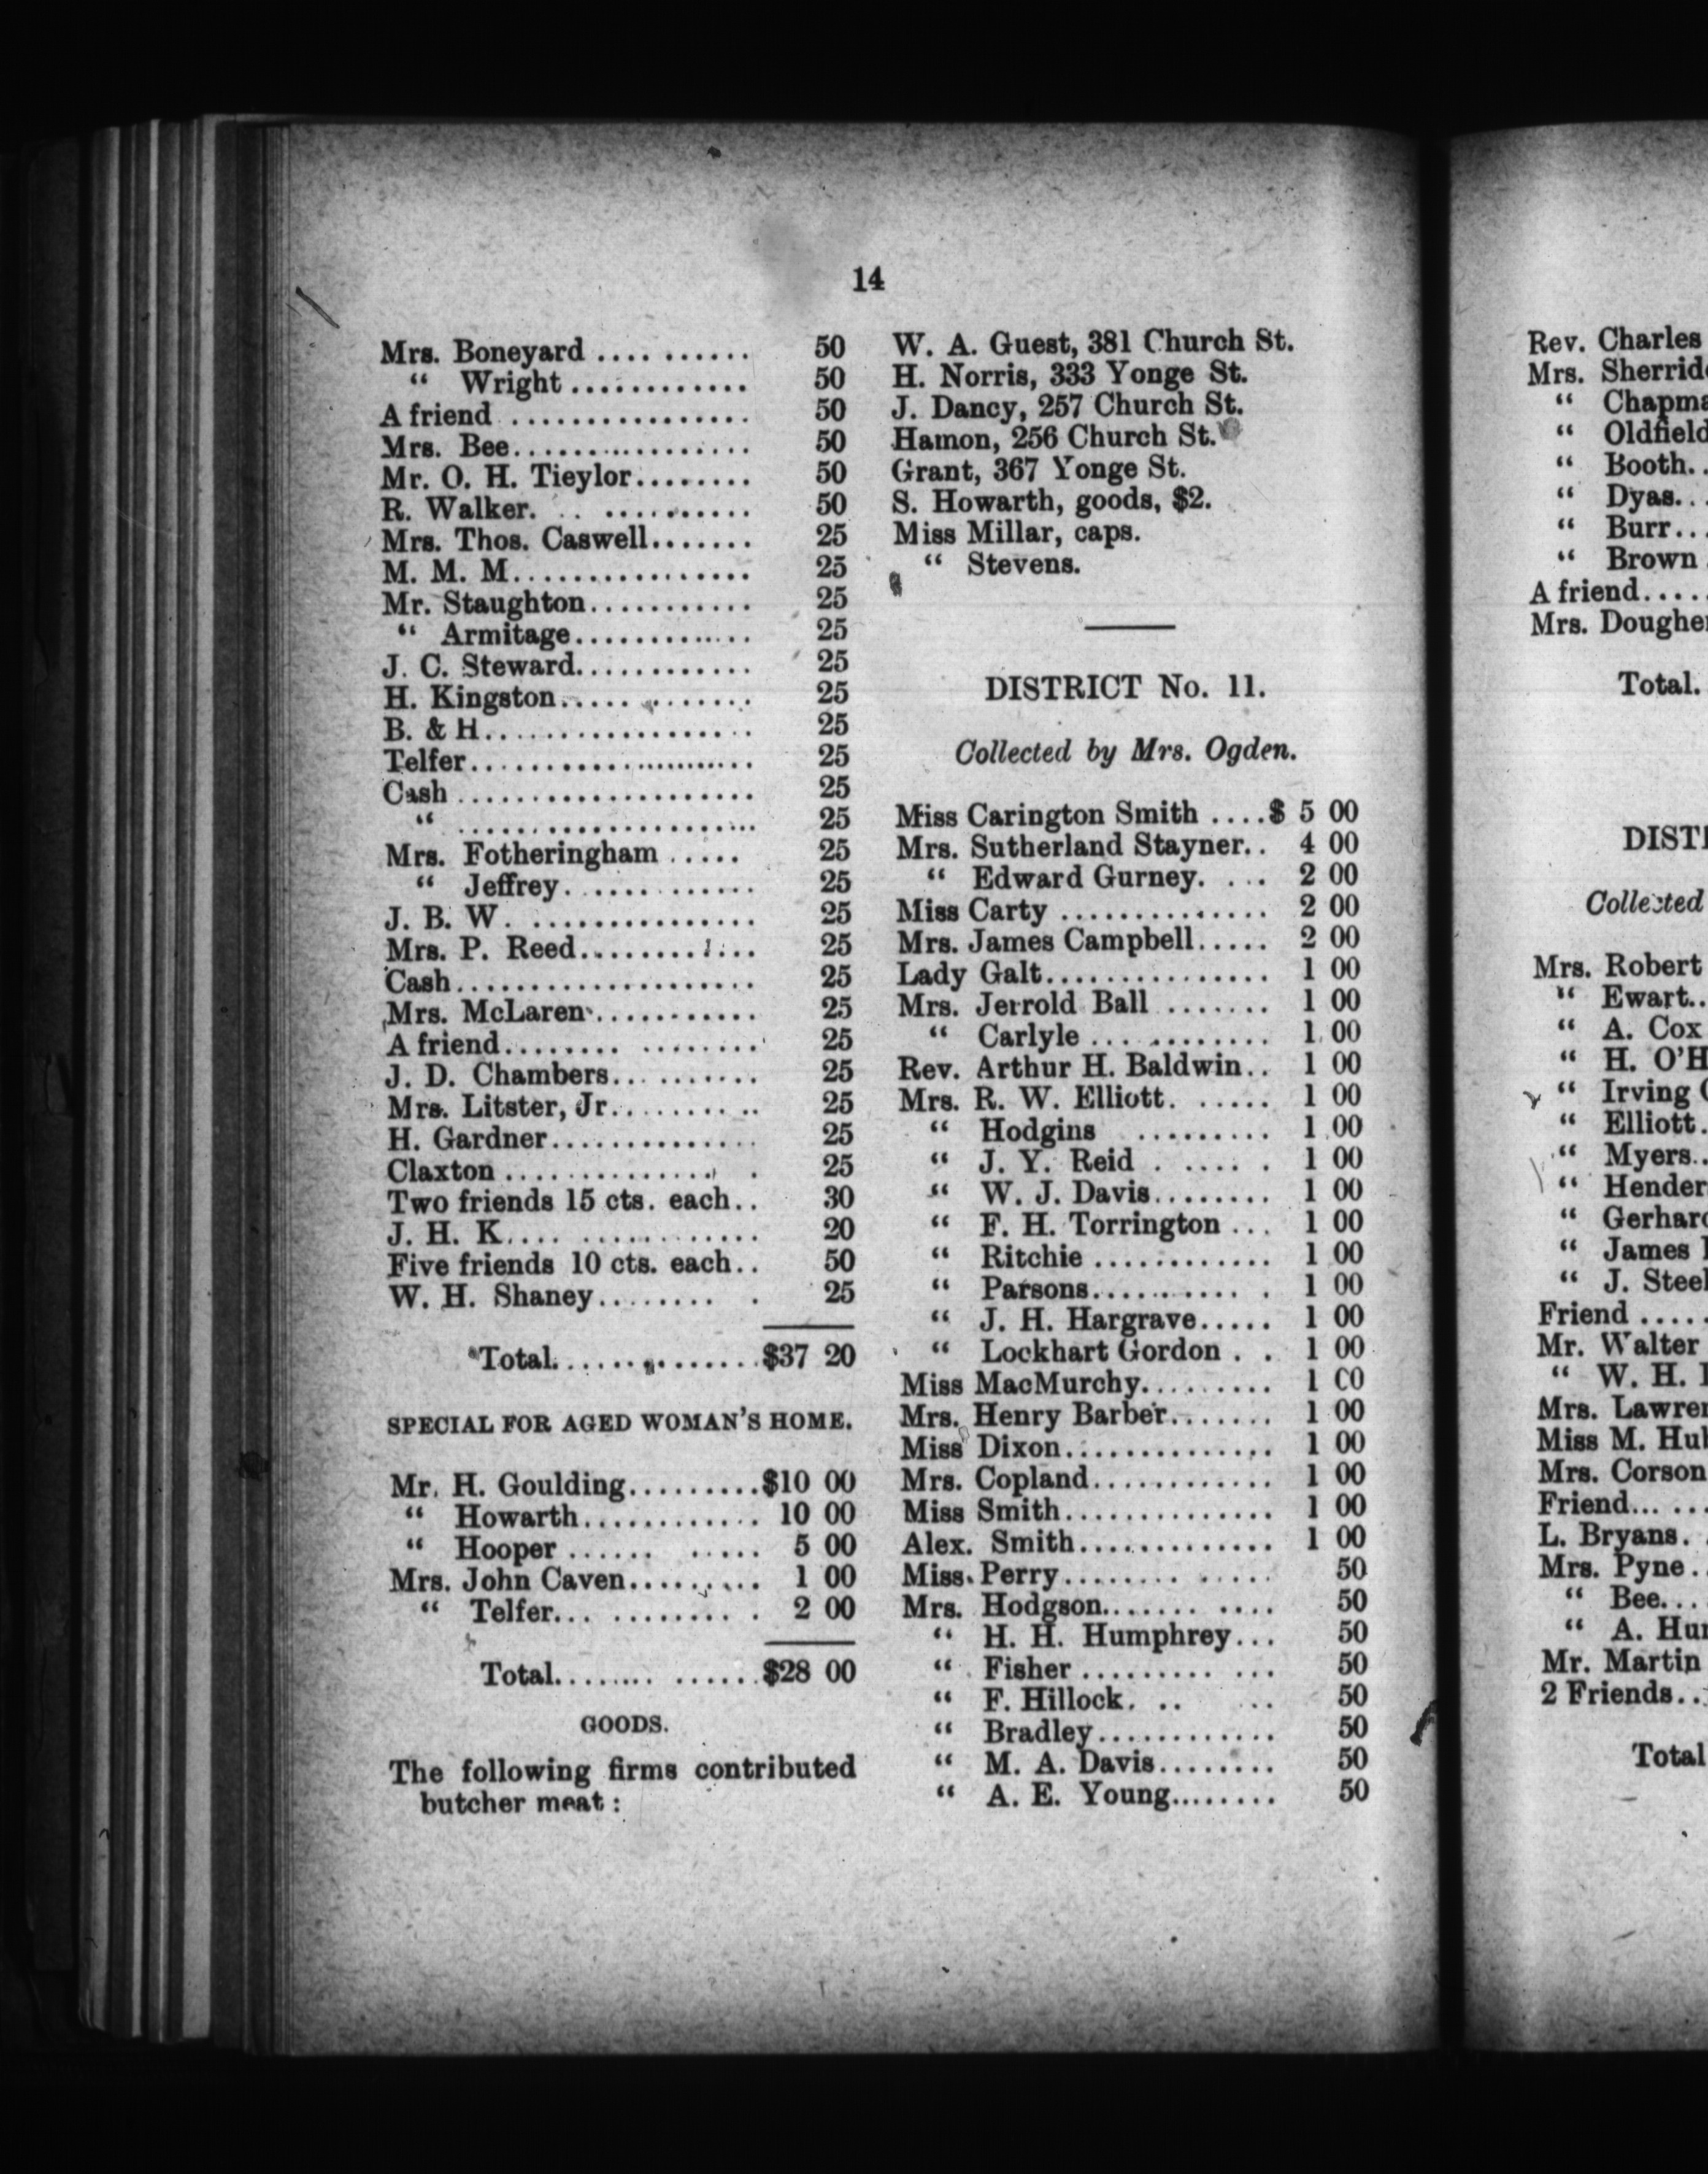 14
Mrs. Boneyard .... ...... 50
“ Wright ............ 50
A friend ................ 50
Mrs. Bee................ 50
Mr. O. H. Tieylor........ 50
R. Walker. .. .......... 50
Mrs. Thos. Caswell....... 25
M. M. M................ 25
Mr. Staughton........... 25
“ Armitage............ 25
J. C. Steward............ 25
H. Kingston............. 25
B. & H.................. 25
Telfer................... 25
Cash .................... 25
“ .................... 25
Mrs. Fotheringham ..... 25
“ Jeffrey............. 25
J. B. W. ............... 25
Mrs. P. Reed............ 25
Cash.................... 25
Mrs. McLaren........... 25
A friend........ ........ 25
J. D. Chambers.......... 25
Mrs. Litster, Jr.......... 25
H. Gardner.............. 25
Claxton .............. . 25
Two friends 15 cts. each.. 30
J. H. K.... ............ 20
Five friends 10 cts. each.. 50
W. H. Shaney........ . 25
Total..............$37 20
SPECIAL FOR AGED WOMAN'S HOME.
Mr. H. Goulding.........$10 00
“ Howarth............ 10 00
“ Hooper ...... ..... 5 00
Mrs. John Caven......... 1 00
“ Telfer... ......... . 2 00
Total........ ......$28 00
GOODS.
The following firms contributed
butcher meat :
W. A. Guest, 381 Church St.
H. Norris, 333 Yonge St.
J. Dancy, 257 Church St.
Hamon, 256 Church St.
Grant, 367 Yonge St.
S. Howarth, goods, $2.
Miss Millar, caps.
“ Stevens.
DISTRICT No. 11.
Collected by Mrs. Ogden.
Miss Carington Smith ....$ 5 00
Mrs. Sutherland Stayner.. 4 00
“ Edward Gurney. ... 2 00
Miss Carty .............. 2 00
Mrs. James Campbell..... 2 00
Lady Galt............... 1 00
Mrs. Jerrold Ball ....... 1 00
“ Carlyle ............ 1 00
Rev. Arthur H. Baldwin.. 1 00
Mrs. R. W. Elliott. ..... 1 00
“ Hodgins ......... 1 00
“ J. Y. Reid . ..... . 1 00
“ W. J. Davis........ 1 00
“ F. H. Torrington ... 1 00
“ Ritchie ............ 1 00
“ Parsons.......... . 1 00
“ J. H. Hargrave..... 1 00
“ Lockhart Gordon . . 1 00
Miss MacMurchy......... 1 00
Mrs. Henry Barber....... 1 00
Miss Dixon.............. 1 00
Mrs. Copland............ 1 00
Miss Smith.............. 1 00
Alex. Smith............. 1 00
Miss Perry........ ..... 50
Mrs. Hodgson....... .... 50
“ H. H. Humphrey... 50
“ Fisher ......... ... 50
“ F. Hillock. .. ... 50
“ Bradley............ 50
“ M. A. Davis........ 50
“ A. E. Young........ 50
Rev. Charles
Mrs.
“
“
“ Booth..
“ Dyas...
“ Burr...
“ Brown
A friend....
Mrs.
Total.
Collected
Mrs. Robert
“ Ewart..
“ A. Cox
“
“ Irving
“ Elliott.
“ Myers..
“
“
“ James
“
Friend .....
Mr. Walter
“ W. H.
Mrs.
Miss M.
Mrs. Corson
Friend... ..
L. Bryans. .
Mrs. Pyne ..
“ Bee...
“ A.
Mr. Martin
2 Friends...
Total